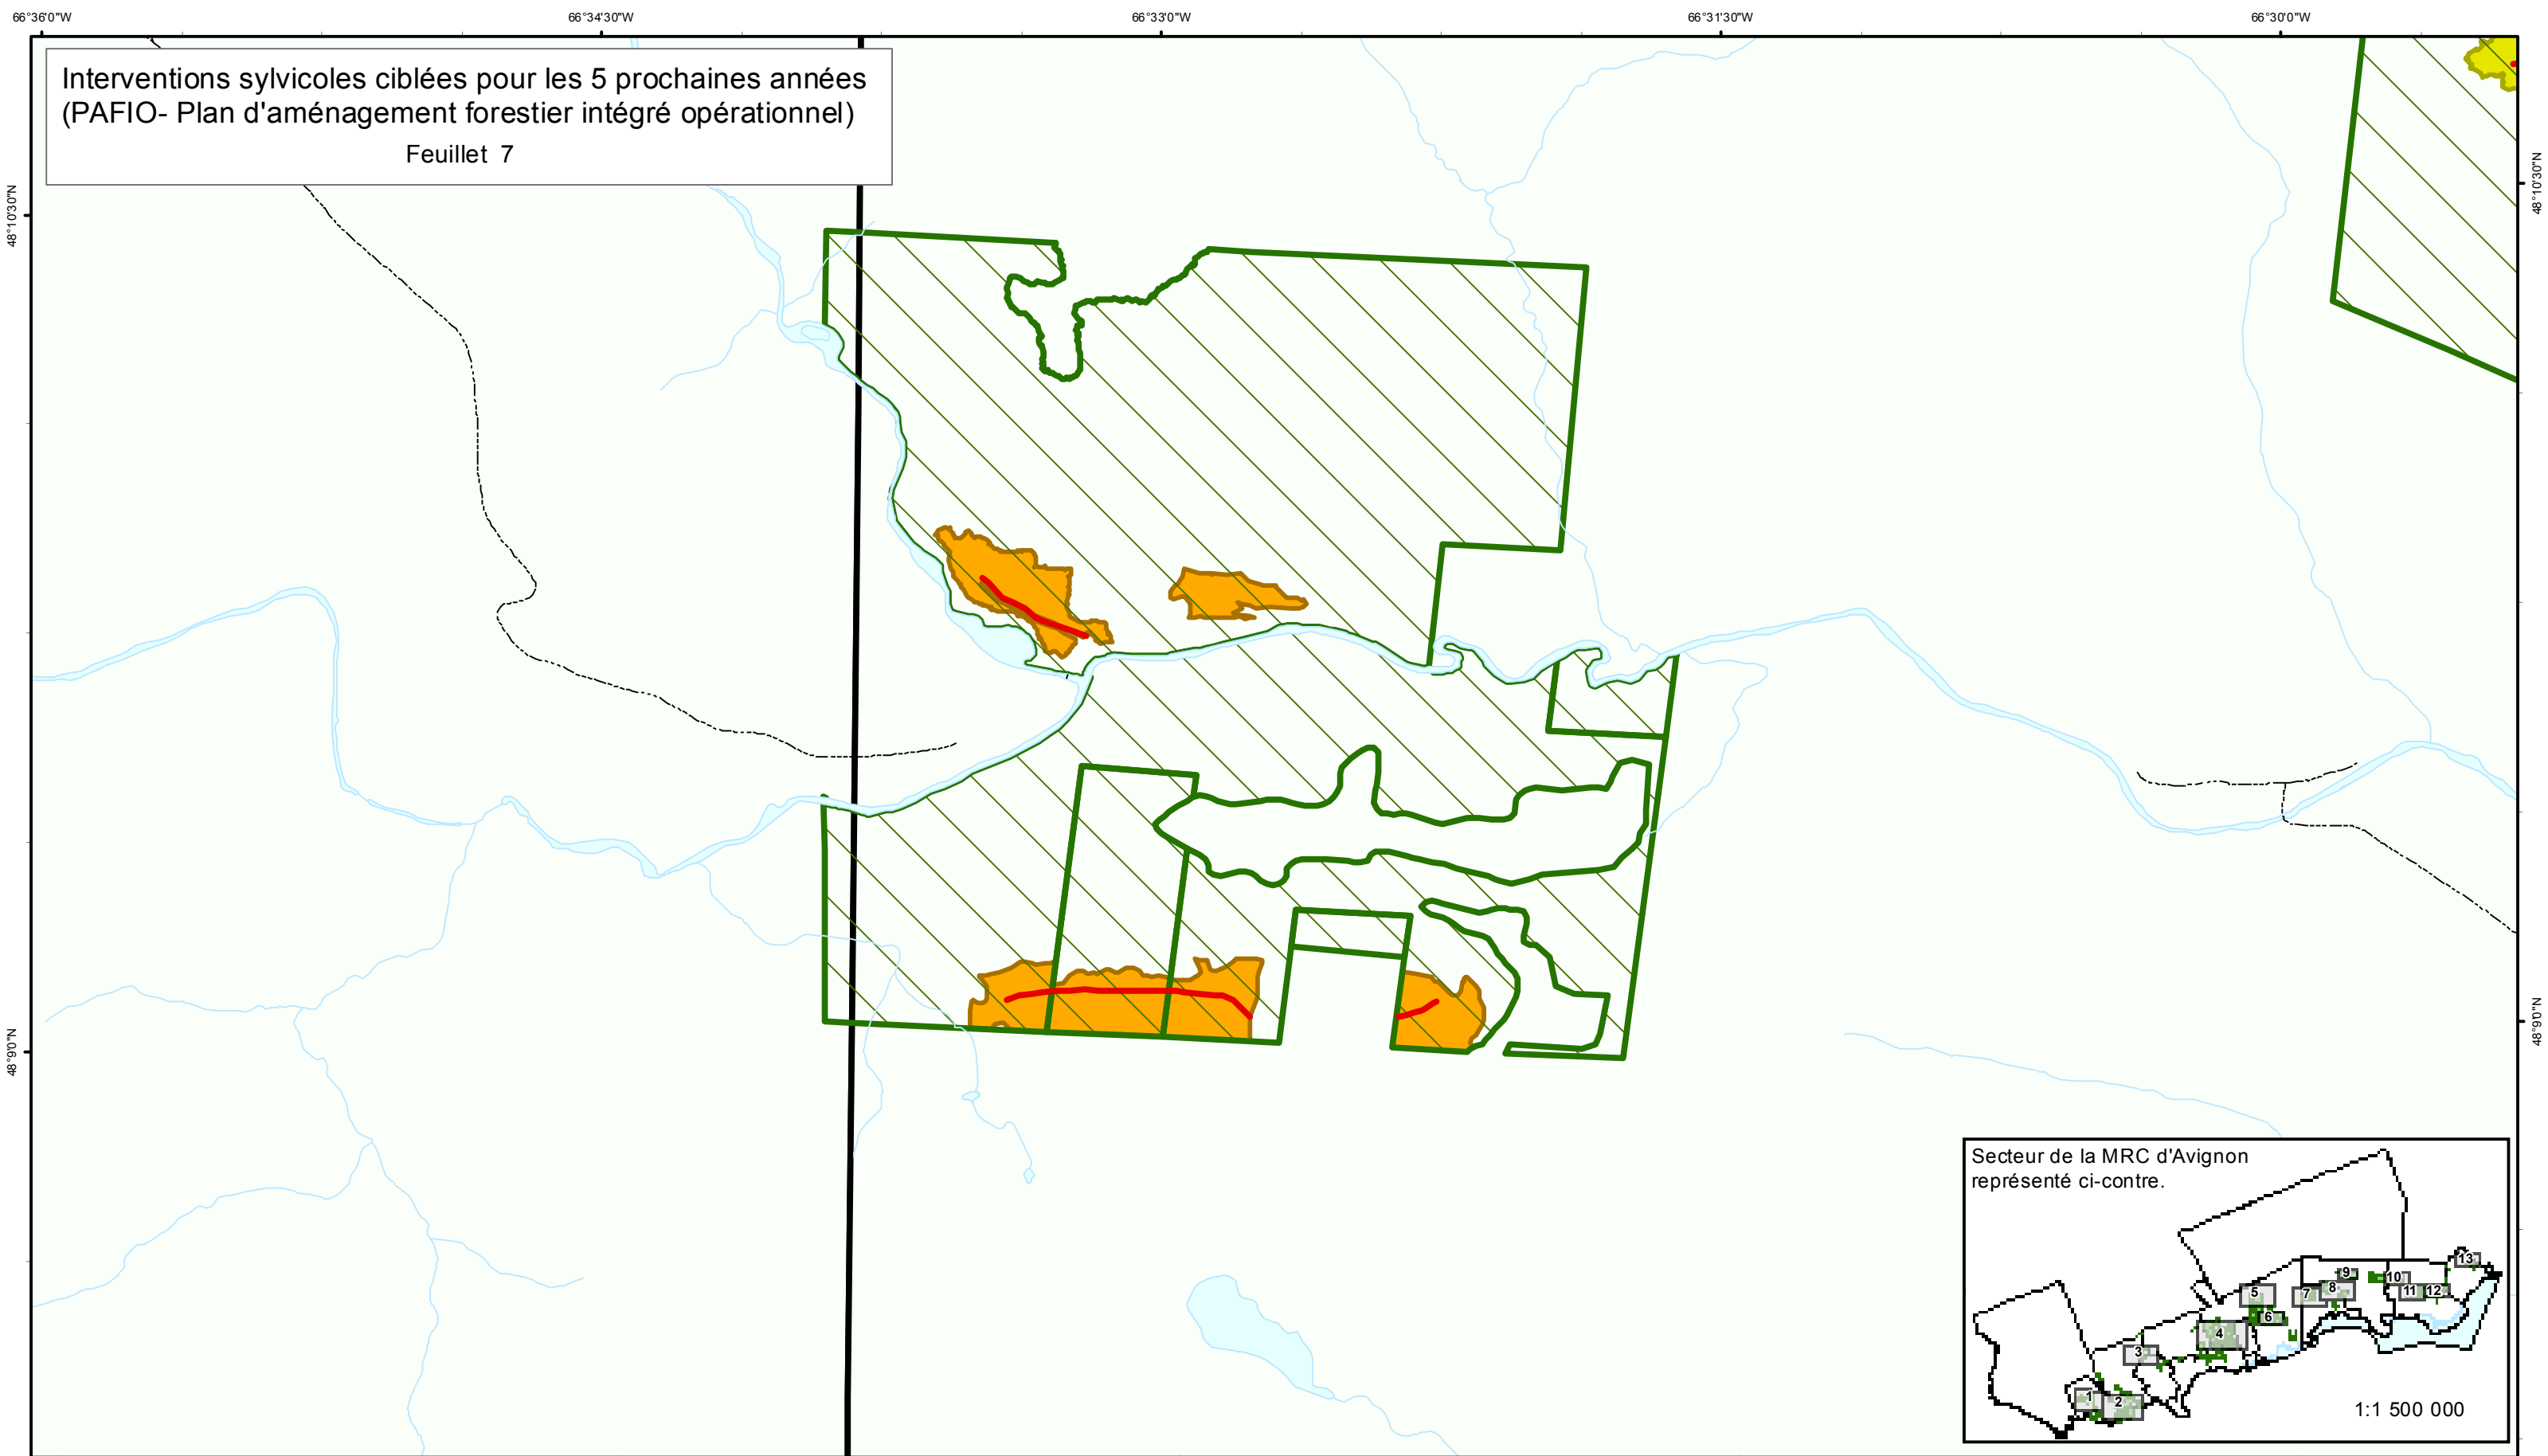 66°36'0"W
66°34'30"W
66°33'0"W
66°31'30"W
66°30'0"W
Interventions sylvicoles ciblées pour les 5 prochaines années
(PAFIO- Plan d'aménagement forestier intégré opérationnel)
Feuillet 7
48°10'30"N
48°10'30"N
48°9'0"N
48°9'0"N
Secteur de la MRC d'Avignon
représenté ci-contre.
13
9
10
5
8
7
11
12
6
4
3
1
2
1:1 500 000